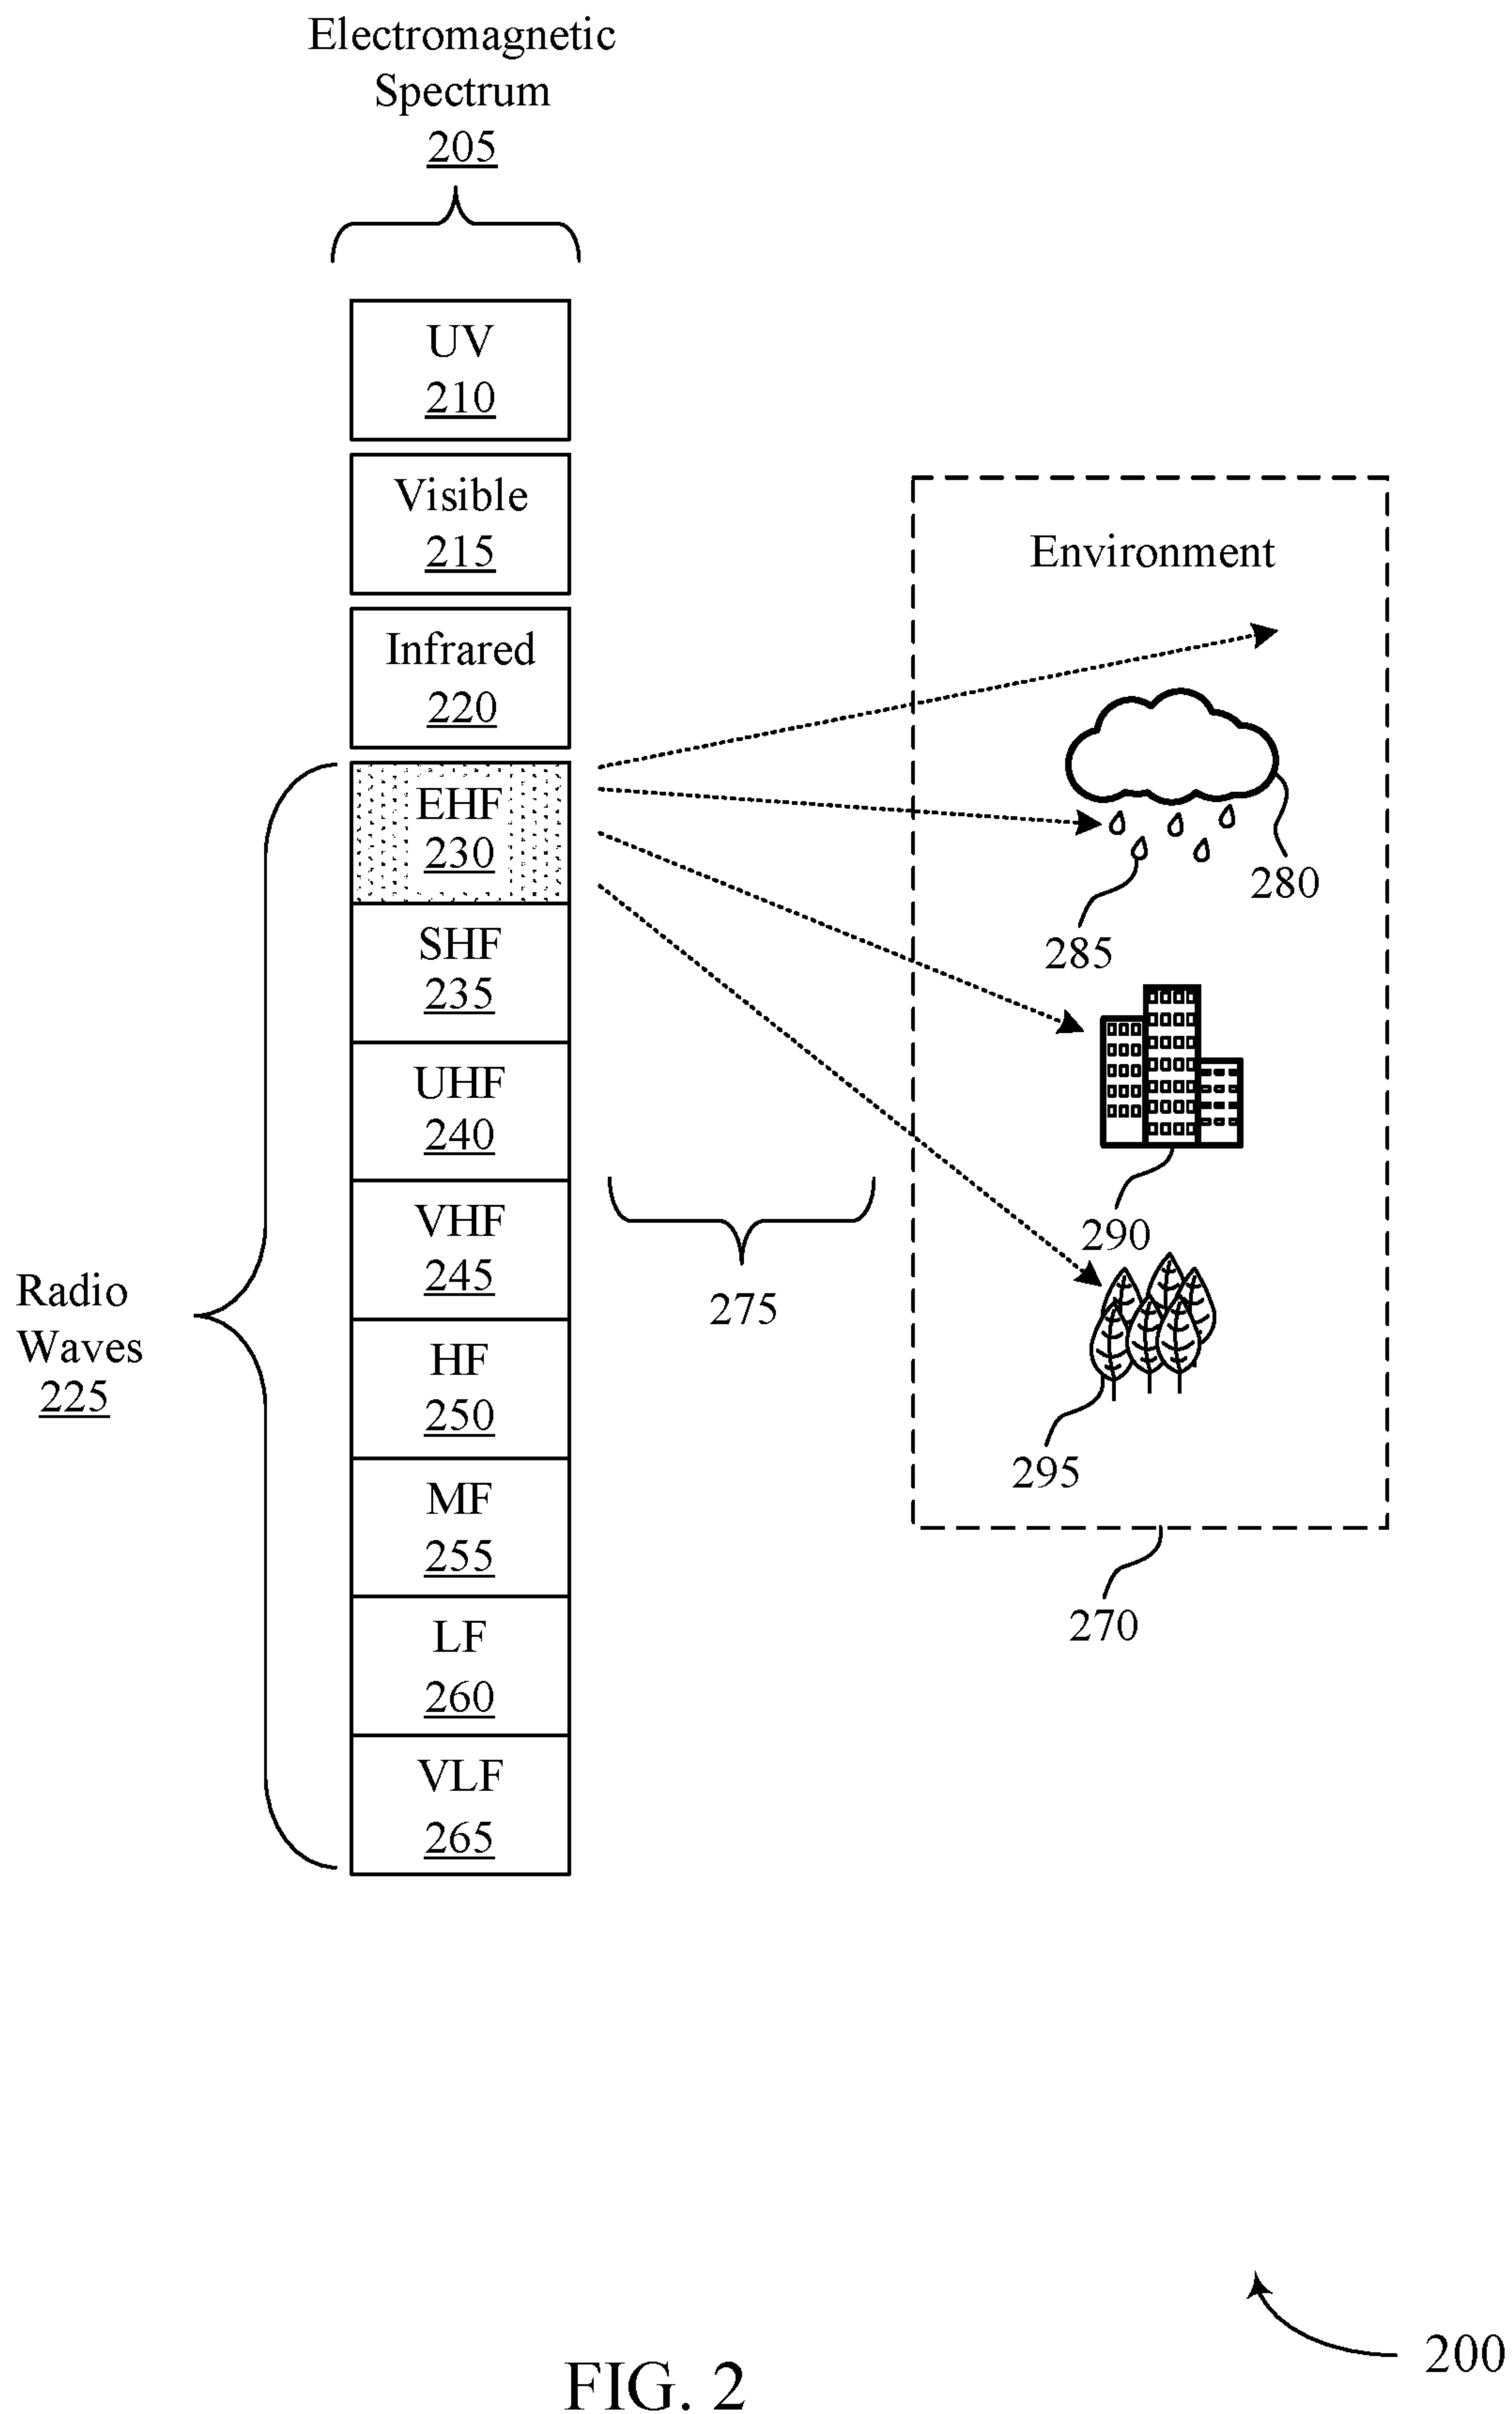 Electromagnetic
Spectrum
205
UV
210
Visible
215
Infrared
220
Radio
Waves
225
EHF
230
SHF
235
UHF
240
VHF
245
HF
250
MF
255
LF
260
VLF
265
275
Environment
280
285
290
295
270
200
FIG. 2